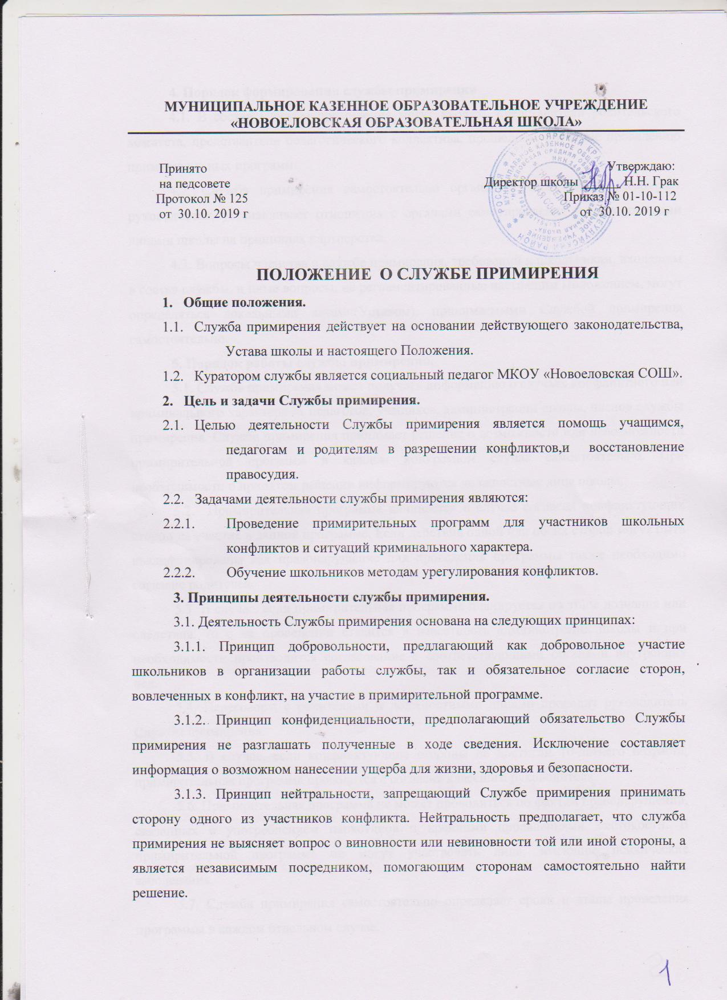 МУНИЦИПАЛЬНОЕ КАЗЕННОЕ ОБРАЗОВАТЕЛЬНОЕ УЧРЕЖДЕНИЕ
«НОВОЕЛОВСКАЯ ОБРАЗОВАТЕЛЬНАЯ ШКОЛА»
Принято
на педсовете
Протокол № 125
от 30.10. 2019 г
Утверждаю:
Директор школы ______ Н.Н. Грак
Приказ № 01-10-112
от 30.10. 2019 г
ПОЛОЖЕНИЕ О СЛУЖБЕ ПРИМИРЕНИЯ
1. Общие положения.
1.1. Служба примирения действует на основании действующего законодательства,
Устава школы и настоящего Положения.
1.2. Куратором службы является социальный педагог МКОУ «Новоеловская СОШ».
2. Цель и задачи Службы примирения.
2.1. Целью деятельности Службы примирения является помощь учащимся,
педагогам и родителям в разрешении конфликтов,и восстановление
правосудия.
2.2. Задачами деятельности службы примирения являются:
2.2.1. Проведение примирительных программ для участников школьных
конфликтов и ситуаций криминального характера.
2.2.2. Обучение школьников методам урегулирования конфликтов.
3. Принципы деятельности службы примирения.
3.1. Деятельность Службы примирения основана на следующих принципах:
3.1.1. Принцип добровольности, предлагающий как добровольное участие
школьников в организации работы службы, так и обязательное согласие сторон,
вовлеченных в конфликт, на участие в примирительной программе.
3.1.2. Принцип конфиденциальности, предполагающий обязательство Службы
примирения не разглашать полученные в ходе сведения. Исключение составляет
информация о возможном нанесении ущерба для жизни, здоровья и безопасности.
3.1.3. Принцип нейтральности, запрещающий Службе примирения принимать
сторону одного из участников конфликта. Нейтральность предполагает, что служба
примирения не выясняет вопрос о виновности или невиновности той или иной стороны, а
является независимым посредником, помогающим сторонам самостоятельно найти
решение.
1